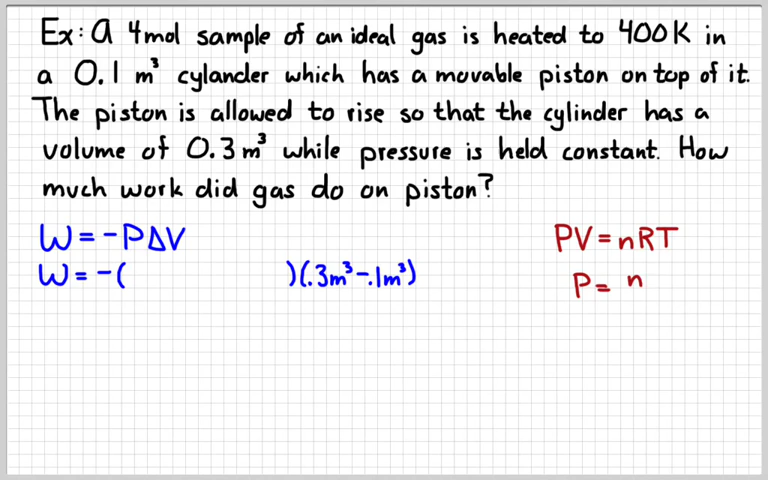 Ex: A 4mol sample of an ideal gas is heated to 400K in
a 0.1 m³ cylander which has a movable piston on top of it.
The piston is allowed to rise so that the cylinder has a
volume of 0.3m³ while pressure is held constant. How
much work did gas do on piston?
W = -PΔV
PV = nRT
W = -( )(.3m³-.1m³)
P = n